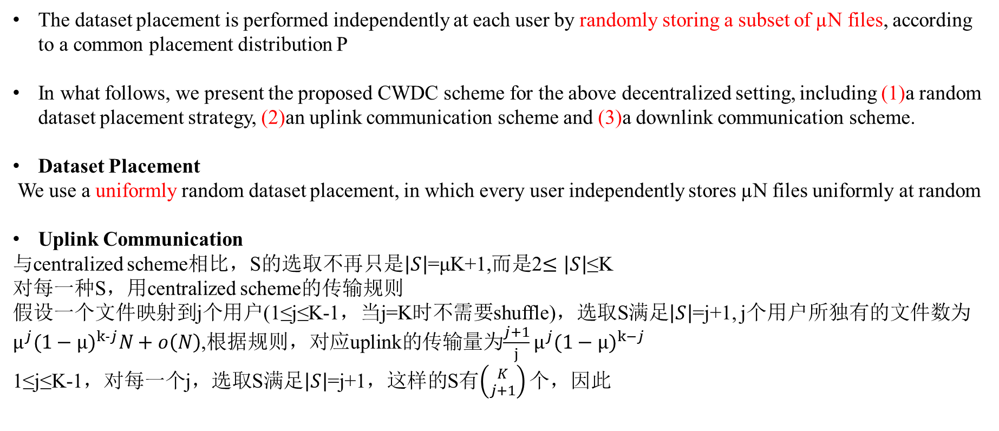 • The dataset placement is performed independently at each user by randomly storing a subset of μN files, according
to a common placement distribution P
• In what follows, we present the proposed CWDC scheme for the above decentralized setting, including (1)a random
dataset placement strategy, (2)an uplink communication scheme and (3)a downlink communication scheme.
• Dataset Placement
We use a uniformly random dataset placement, in which every user independently stores μN files uniformly at random
• Uplink Communication
与centralized scheme相比，S的选取不再只是|S|=μK+1,而是2≤ |S|≤K
对每一种S，用centralized scheme的传输规则
假设一个文件映射到j个用户(1≤j≤K-1，当j=K时不需要shuffle)，选取S满足|S|=j+1, j个用户所独有的文件数为
μ^j(1 − μ)^{k-j}N + o(N),根据规则，对应uplink的传输量为\frac{j+1}{j} μ^j(1 − μ)^{k−j}
1≤j≤K-1，对每一个j，选取S满足|S|=j+1，这样的S有\binom{K}{j+1}个，因此